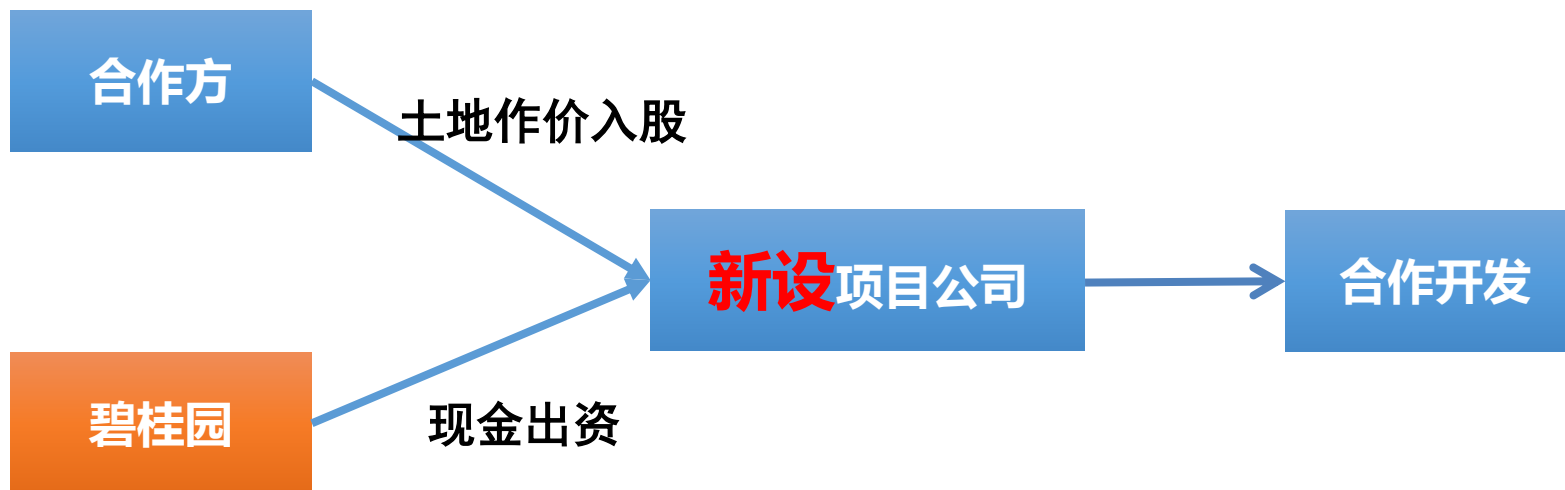 合作方
土地作价入股
新设项目公司
合作开发
碧桂园
现金出资